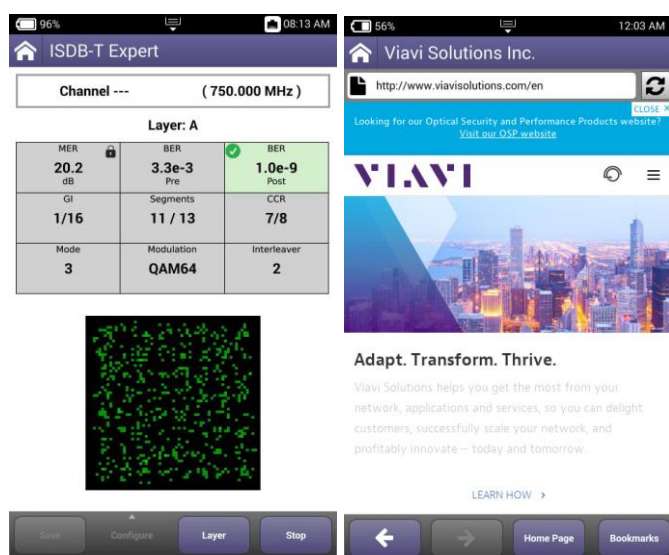 96%
08:13 AM
ISDB-T Expert
Channel --- ( 750.000 MHz )
Layer: A
MER BER BER
20.2 3.3e-3 1.0e-9
dB Pre Post
GI Segments CCR
1/16 11 / 13 7/8
Mode Modulation Interleaver
3 QAM64 2
Save Configure Layer Stop
56%
12:03 AM
Viavi Solutions Inc.
http://www.viavisolutions.com/en
CLOSE X
Looking for our Optical Security and Performance Products website?
Visit our OSP website
VIAVI
Adapt. Transform. Thrive.
Viavi Solutions helps you get the most from your
network, applications and services, so you can delight
customers, successfully scale your network, and
profitably innovate – today and tomorrow.
LEARN HOW >
Home Page Bookmarks